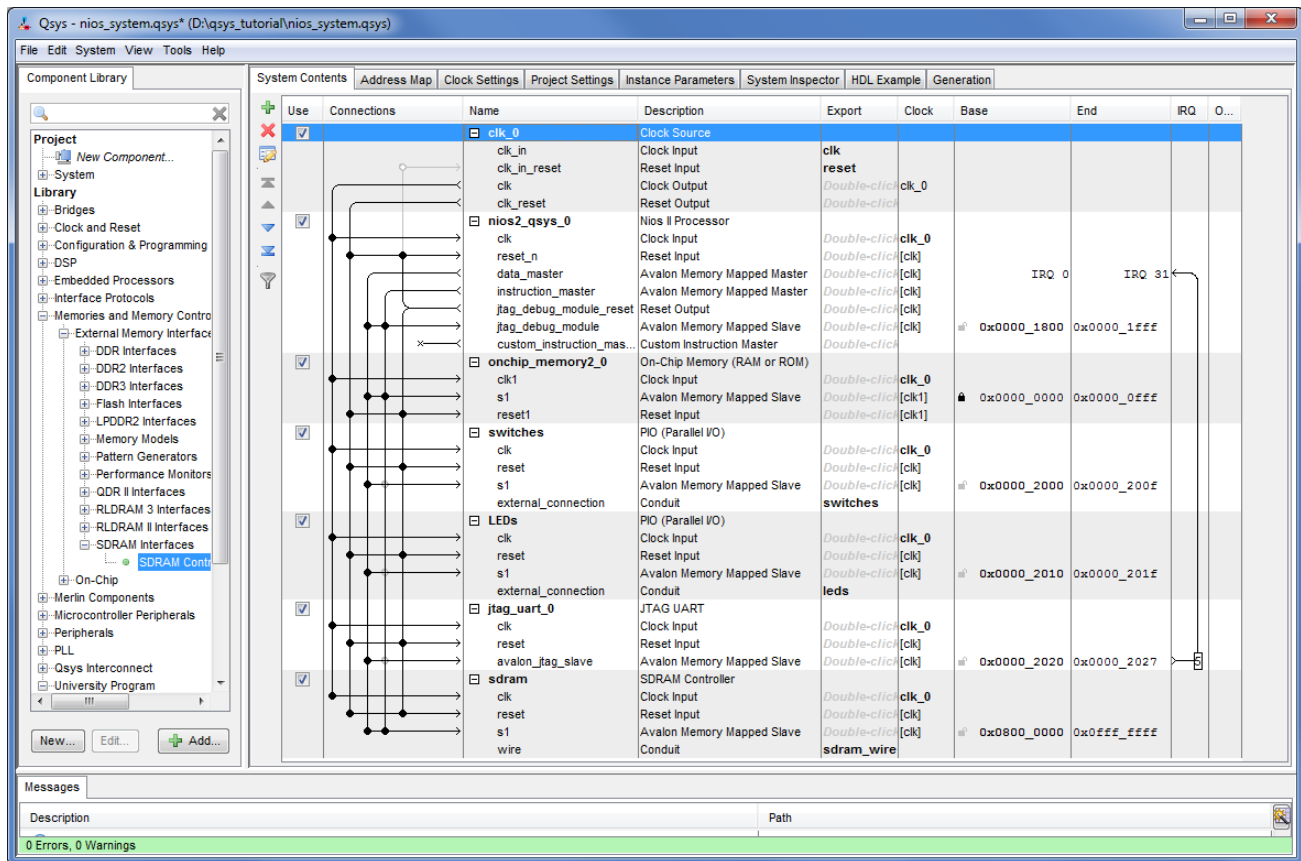 Qsys - nios_system.qsys* (D:\qsys_tutorial\nios_system.qsys)
File Edit System View Tools Help
Component Library
Project
New Component...
System
Library
Bridges
Clock and Reset
Configuration & Programming
DSP
Embedded Processors
Interface Protocols
Memories and Memory Contro
External Memory Interface
DDR Interfaces
DDR2 Interfaces
DDR3 Interfaces
Flash Interfaces
LPDDR2 Interfaces
Memory Models
Pattern Generators
Performance Monitors
QDR II Interfaces
RLDRAM 3 Interfaces
RLDRAM II Interfaces
SDRAM Interfaces
SDRAM Contr
On-Chip
Merlin Components
Microcontroller Peripherals
Peripherals
PLL
Qsys Interconnect
University Program
New... Edit... Add...
System Contents Address Map Clock Settings Project Settings Instance Parameters System Inspector HDL Example Generation
Use Connections Name Description Export Clock Base End IRQ O...
clk_0 Clock Source
clk_in Clock Input clk
clk_in_reset Reset Input reset
clk Clock Output Double-click clk_0
clk_reset Reset Output Double-click
nios2_qsys_0 Nios II Processor
clk Clock Input Double-click clk_0
reset_n Reset Input Double-click [clk]
data_master Avalon Memory Mapped Master Double-click [clk] IRQ 0 IRQ 31
instruction_master Avalon Memory Mapped Master Double-click [clk]
jtag_debug_module_reset Reset Output Double-click [clk]
jtag_debug_module Avalon Memory Mapped Slave Double-click [clk] 0x0000_1800 0x0000_1fff
custom_instruction_mas... Custom Instruction Master Double-click
onchip_memory2_0 On-Chip Memory (RAM or ROM)
clk1 Clock Input Double-click clk_0
s1 Avalon Memory Mapped Slave Double-click [clk1] 0x0000_0000 0x0000_0fff
reset1 Reset Input Double-click [clk1]
switches PIO (Parallel I/O)
clk Clock Input Double-click clk_0
reset Reset Input Double-click [clk]
s1 Avalon Memory Mapped Slave Double-click [clk] 0x0000_2000 0x0000_200f
external_connection Conduit switches
LEDs PIO (Parallel I/O)
clk Clock Input Double-click clk_0
reset Reset Input Double-click [clk]
s1 Avalon Memory Mapped Slave Double-click [clk] 0x0000_2010 0x0000_201f
external_connection Conduit leds
jtag_uart_0 JTAG UART
clk Clock Input Double-click clk_0
reset Reset Input Double-click [clk]
avalon_jtag_slave Avalon Memory Mapped Slave Double-click [clk] 0x0000_2020 0x0000_2027 5
sdram SDRAM Controller
clk Clock Input Double-click clk_0
reset Reset Input Double-click [clk]
s1 Avalon Memory Mapped Slave Double-click [clk] 0x0800_0000 0x0fff_ffff
wire Conduit sdram_wire
Messages
Description Path
0 Errors, 0 Warnings